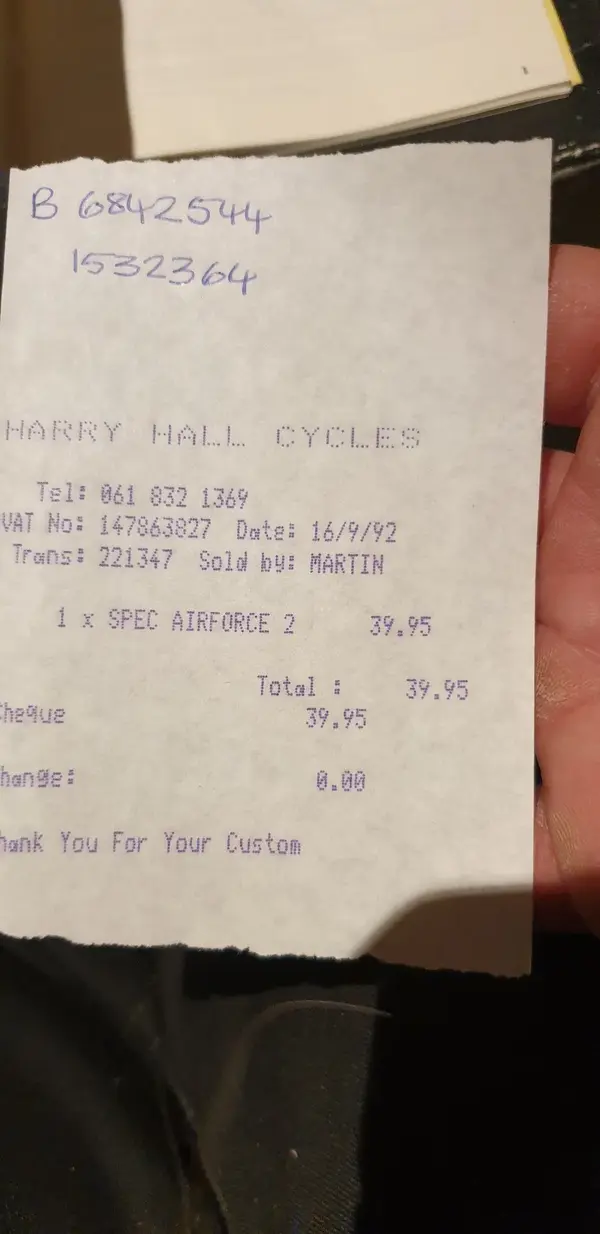 B 6842544
1532364
HARRY HALL CYCLES
Tel: 061 832 1369
VAT No: 147863827 Date: 16/9/92
Trans: 221347 Sold by: MARTIN
1 x SPEC AIRFORCE 2 39.95
Total : 39.95
Cheque 39.95
hange: 0.00
hank You For Your Custom